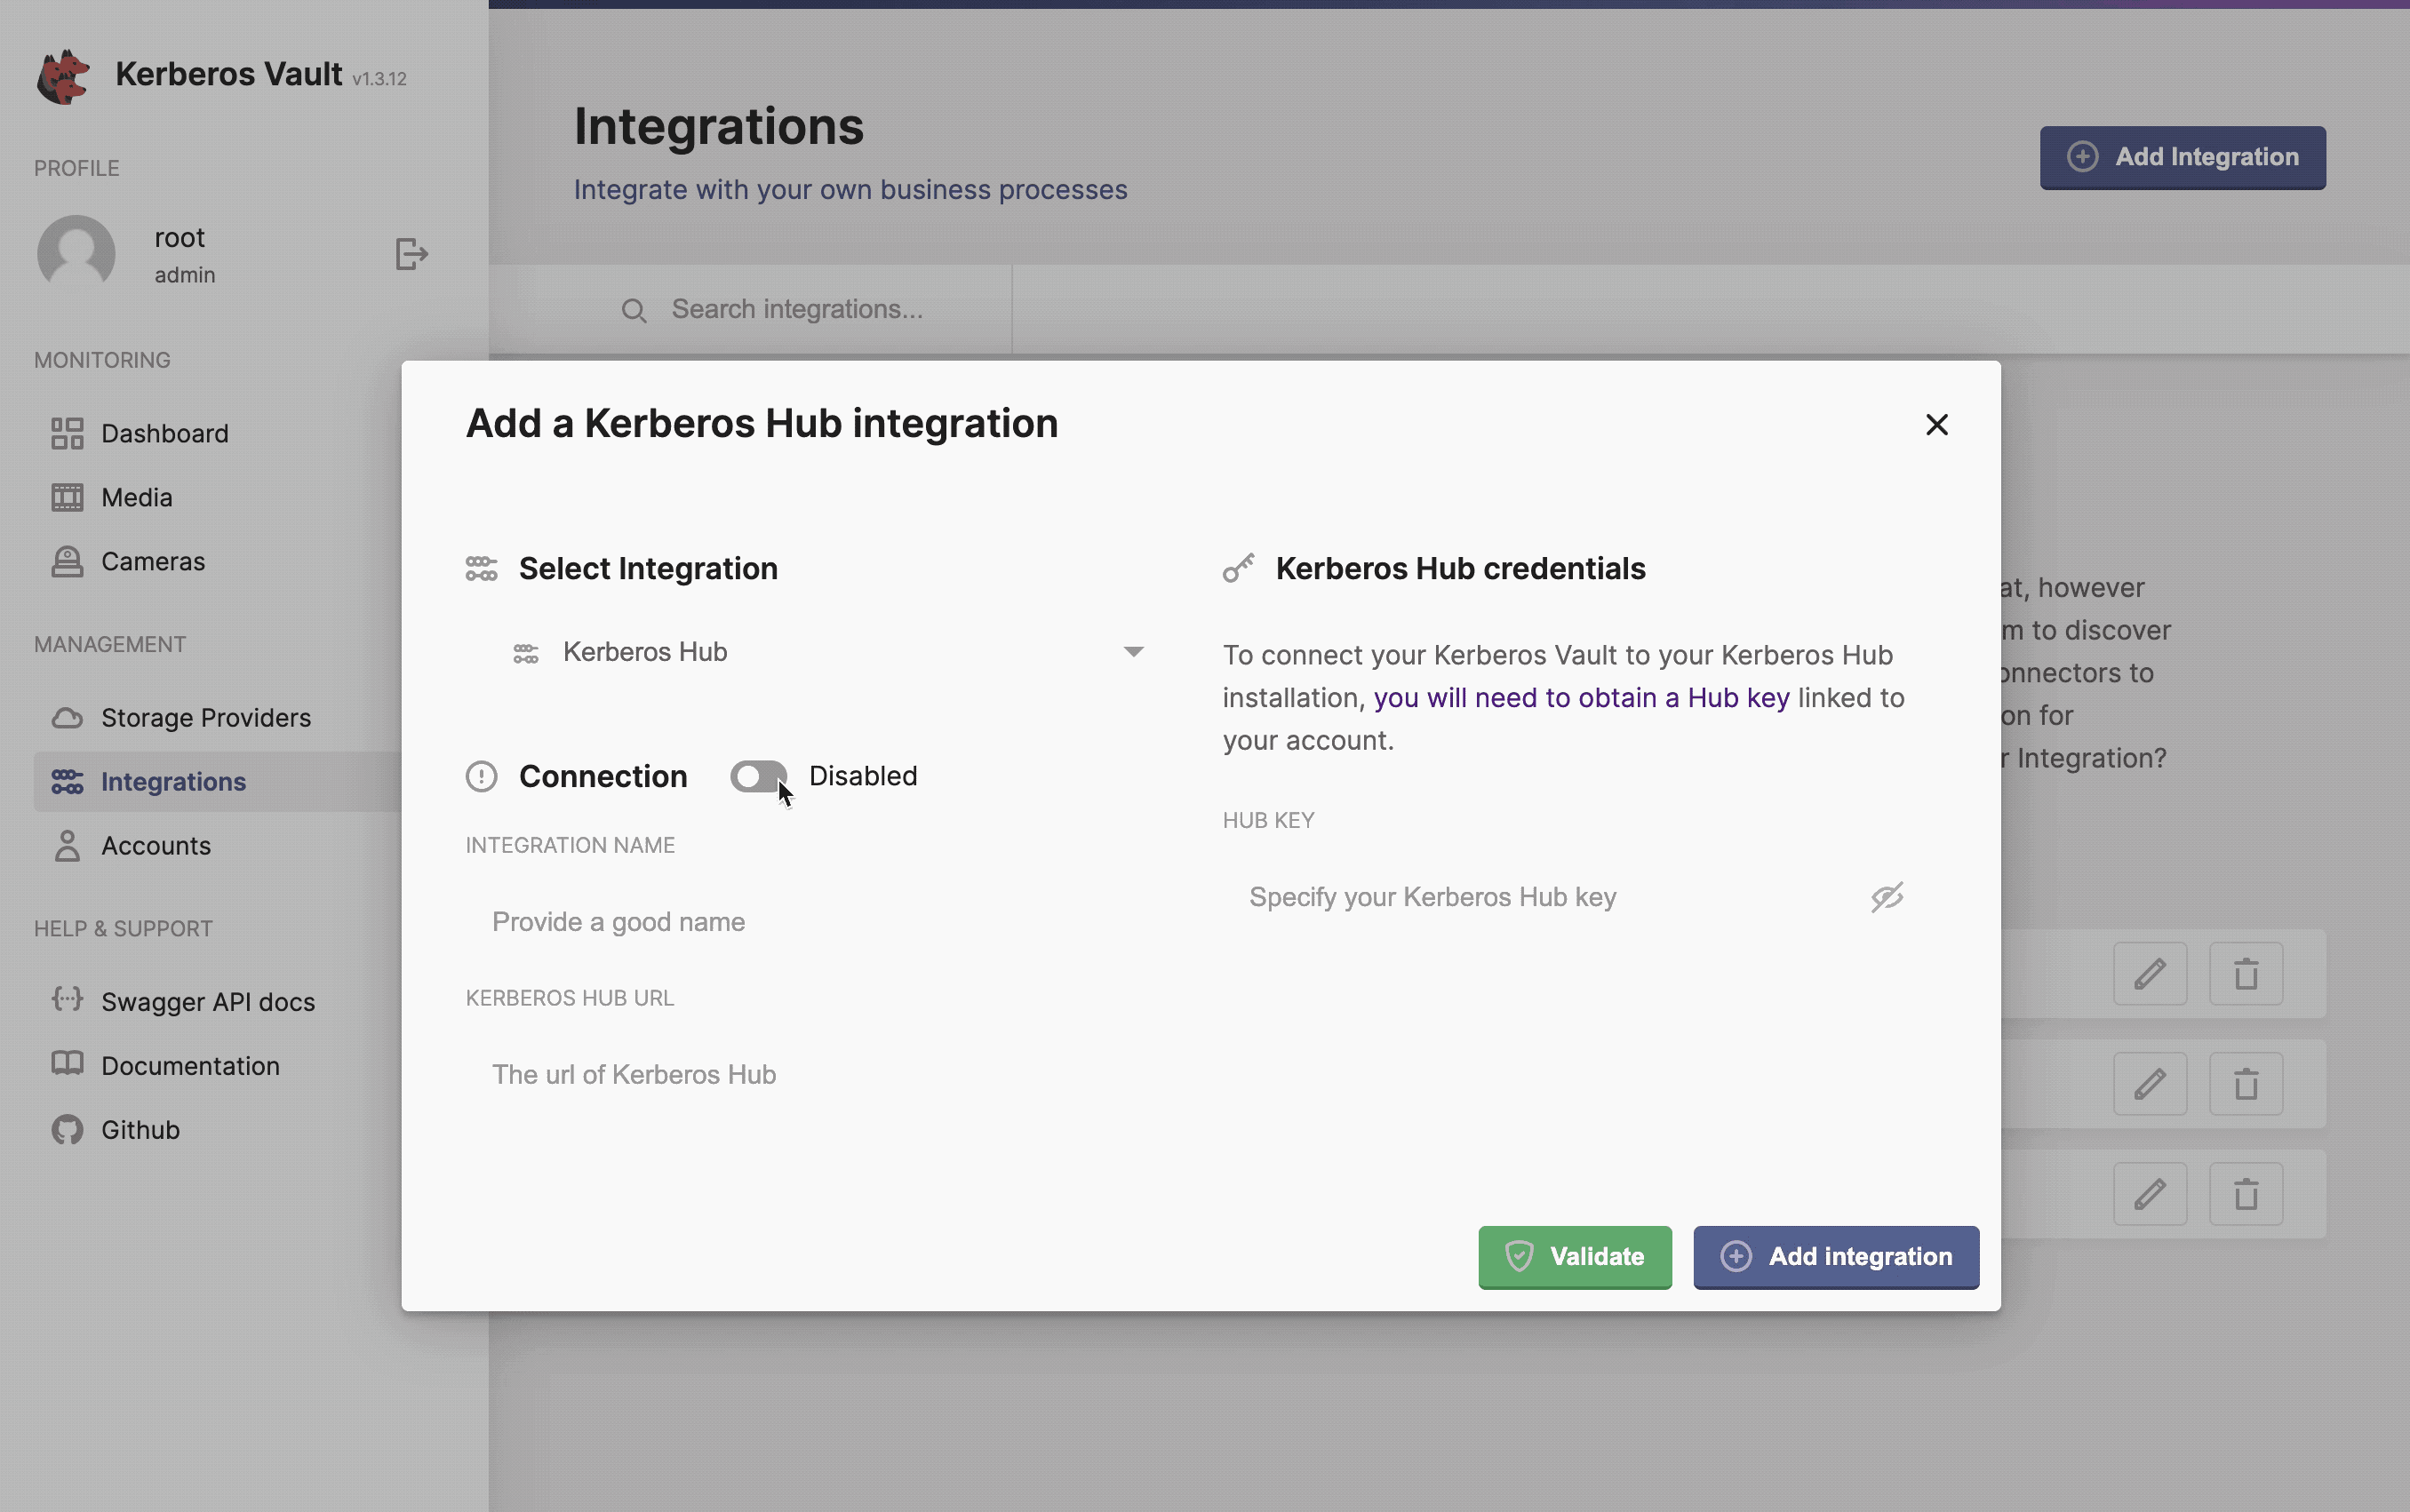 Kerberos Vault v1.3.12
PROFILE
root
admin
MONITORING
Dashboard
Media
Cameras
MANAGEMENT
Storage Providers
Integrations
Accounts
HELP & SUPPORT
Swagger API docs
Documentation
Github
Integrations
Integrate with your own business processes
Add Integration
Search integrations...
at, however
m to discover
onnectors to
on for
r Integration?
Add a Kerberos Hub integration
Select Integration
Kerberos Hub
Connection Disabled
INTEGRATION NAME
Provide a good name
KERBEROS HUB URL
The url of Kerberos Hub
Kerberos Hub credentials
To connect your Kerberos Vault to your Kerberos Hub
installation, you will need to obtain a Hub key linked to
your account.
HUB KEY
Specify your Kerberos Hub key
Validate
Add integration